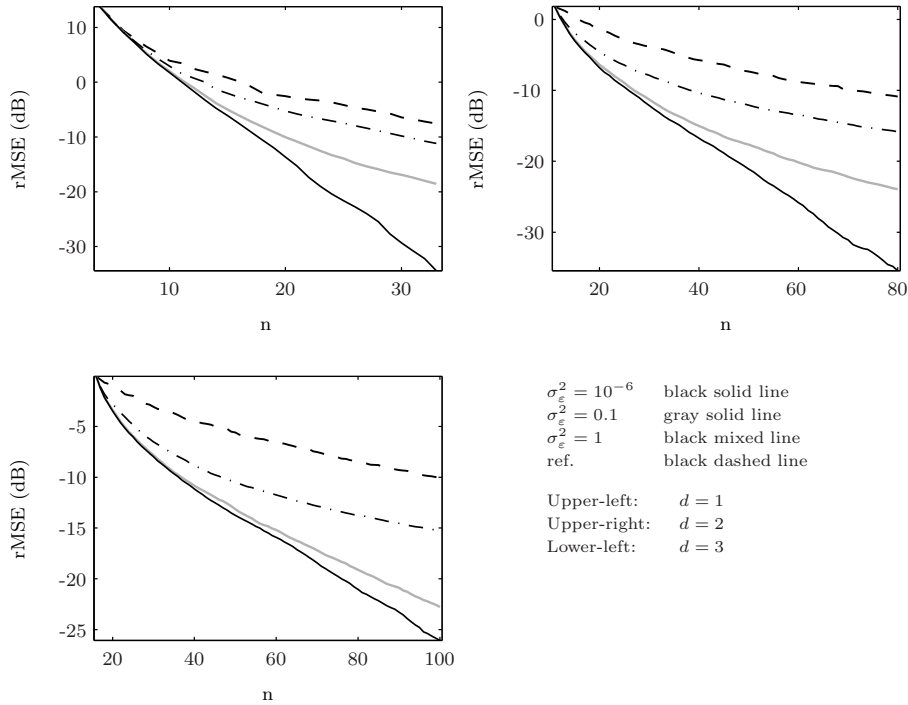 10
0
-10
-20
-30
10
20
30
rMSE (dB)
n
0
-10
-20
-30
20
40
60
80
rMSE (dB)
n
-5
-10
-15
-20
-25
20
40
60
80
100
rMSE (dB)
n
σ²_ε = 10⁻⁶ black solid line
σ²_ε = 0.1 gray solid line
σ²_ε = 1 black mixed line
ref. black dashed line
Upper-left: d = 1
Upper-right: d = 2
Lower-left: d = 3